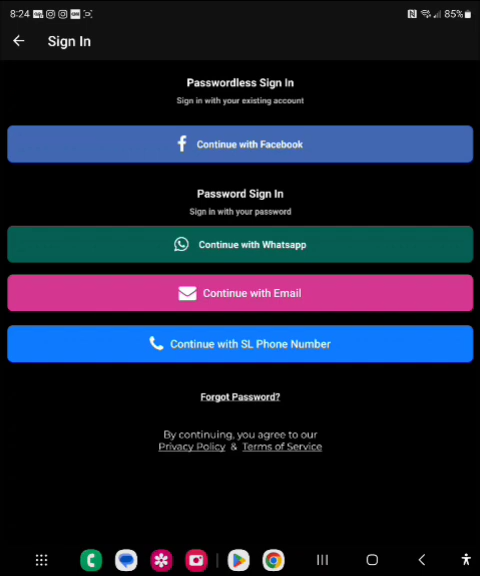 8:24
85%
Sign In
Passwordless Sign In
Sign in with your existing account
Continue with Facebook
Password Sign In
Sign in with your password
Continue with Whatsapp
Continue with Email
Continue with SL Phone Number
Forgot Password?
By continuing, you agree to our
Privacy Policy & Terms of Service